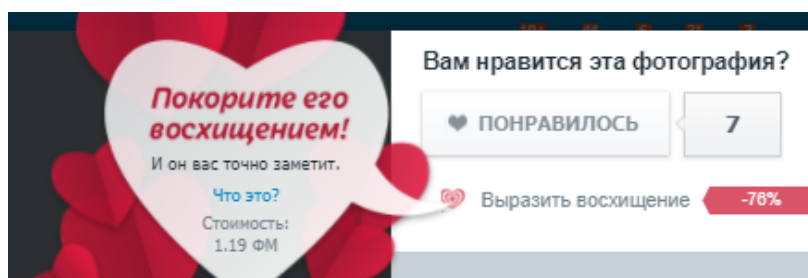 Покорите его
восхищением!
И он вас точно заметит.
Что это?
Стоимость:
1.19 ФМ
Вам нравится эта фотография?
ПОНРАВИЛОСЬ
7
Выразить восхищение
-76%